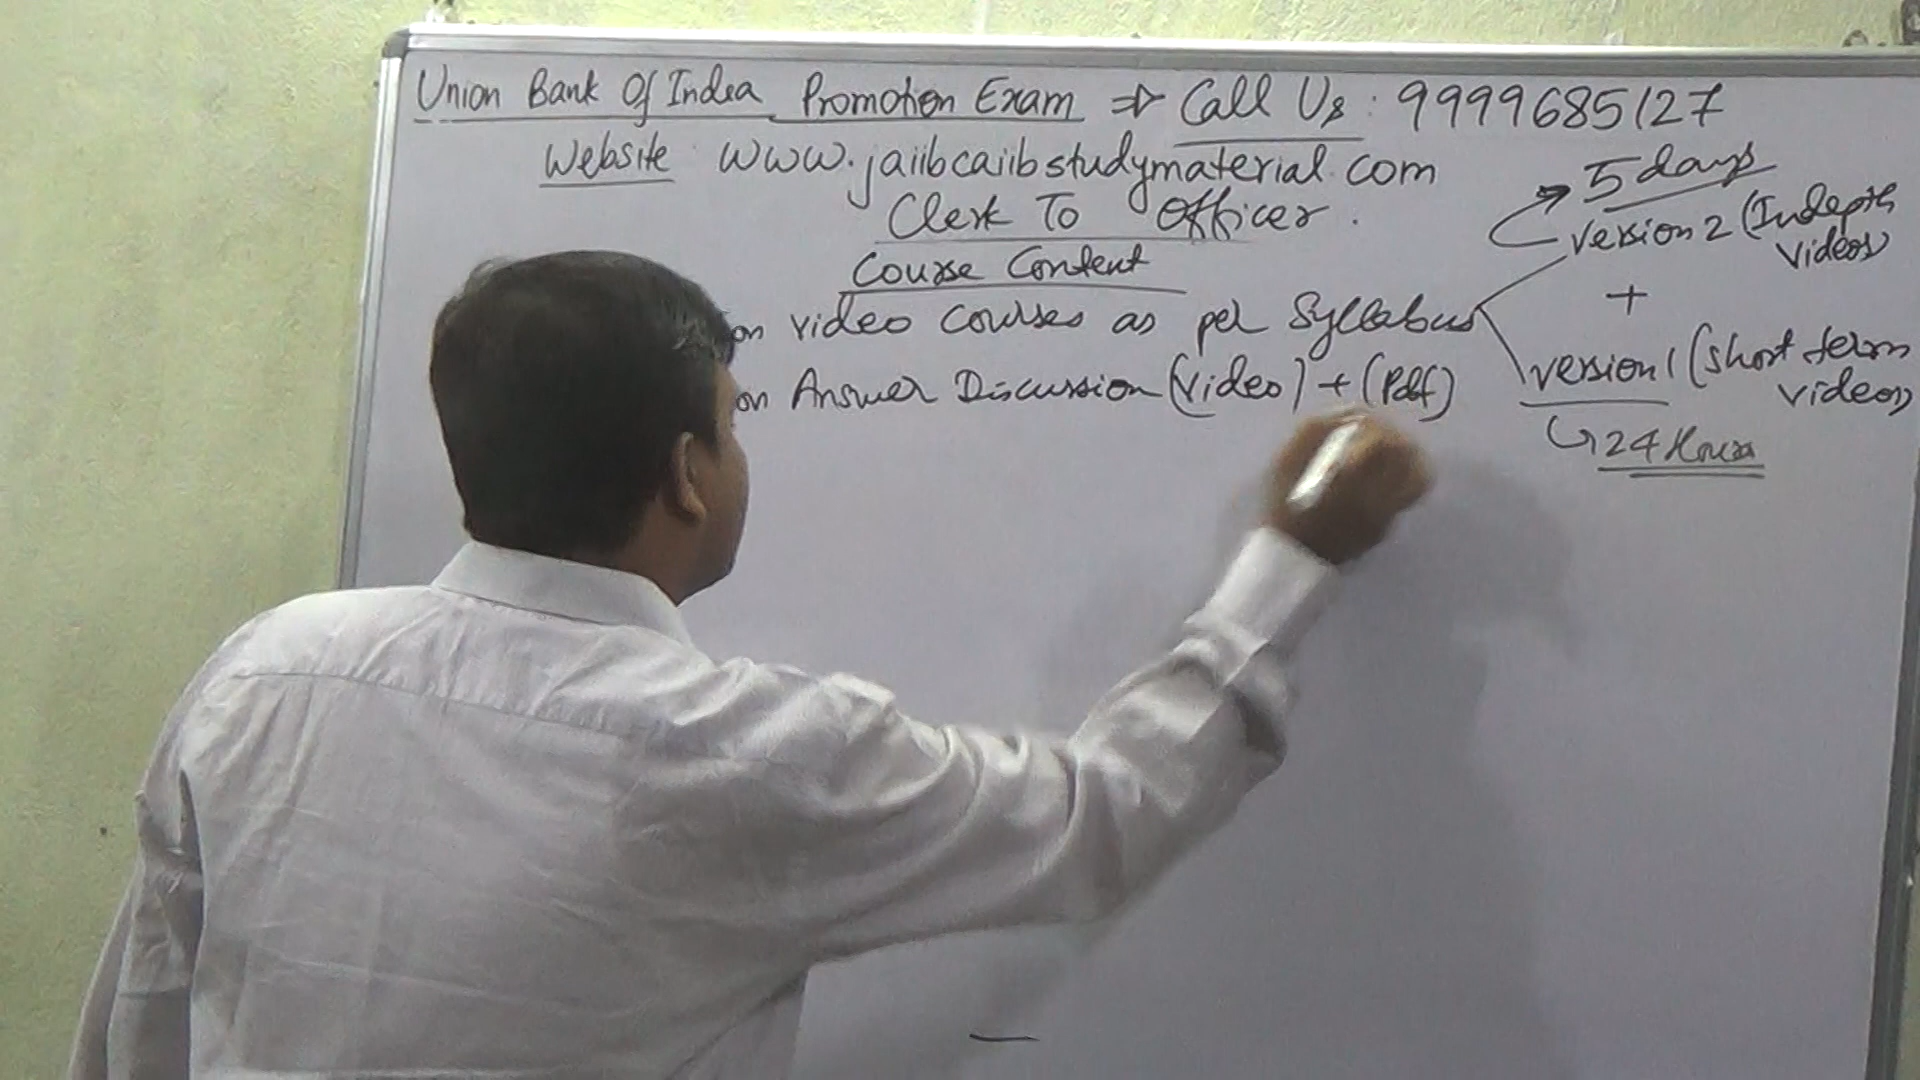 Union Bank Of India Promotion Exam ⇒ Call Us : 9999685127
Website www.jaiibcaiibstudymaterial.com
5 days
Clerk To Officer.
version 2 (Indepth
videos)
Course Content
+
on video courses as per Syllabus
version 1 (short term
videos)
on Answer Discussion (video) + (Pdf)
24 Hours